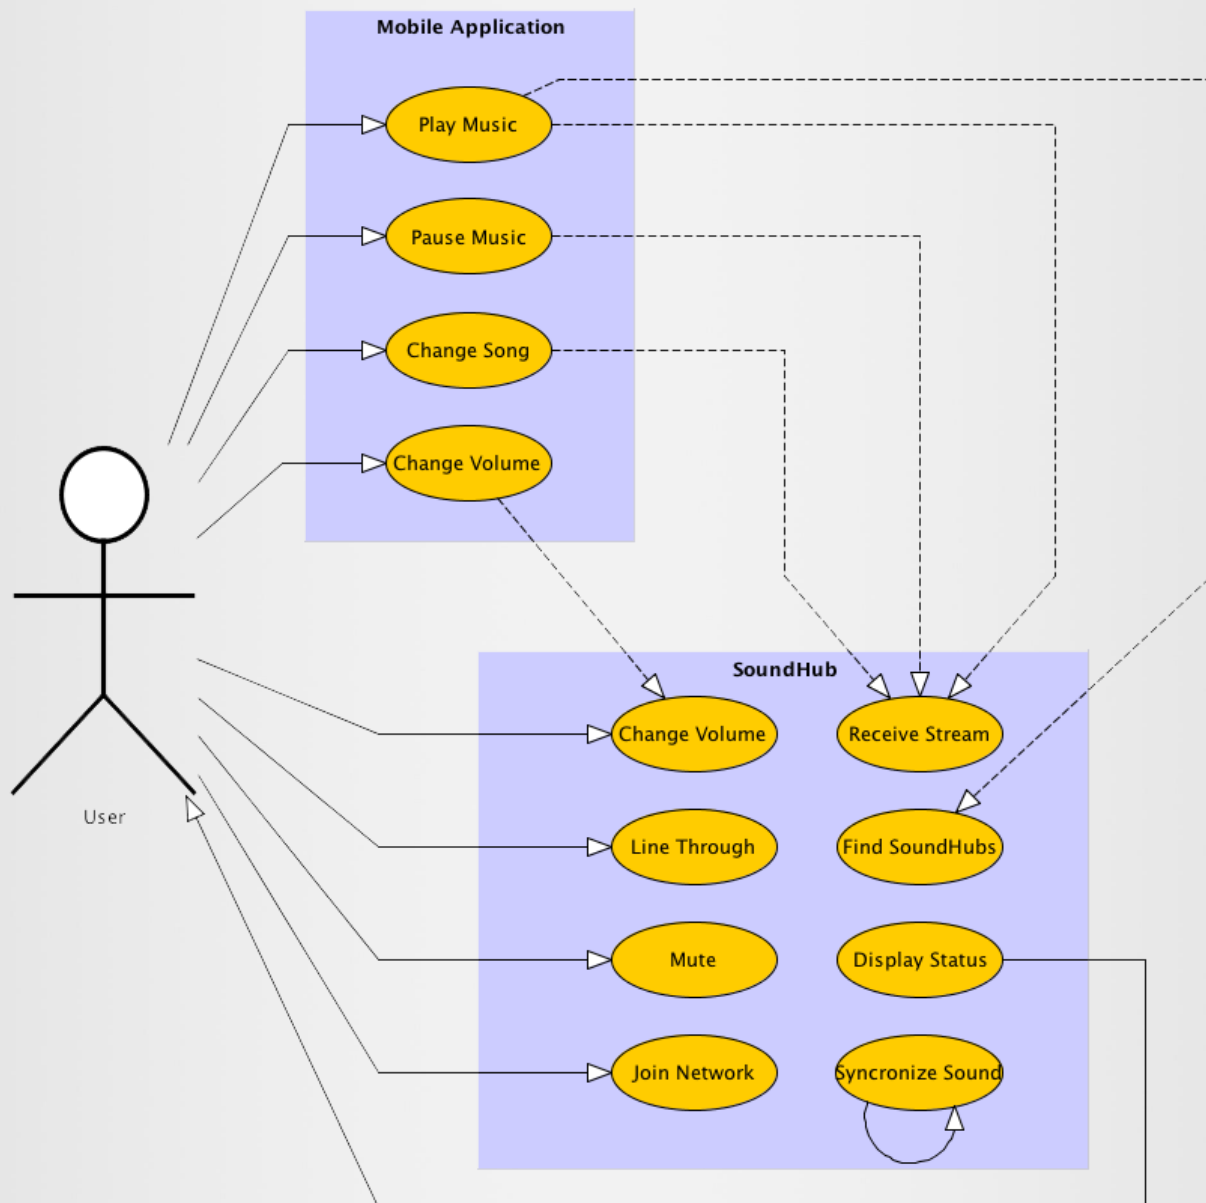 Mobile Application
Play Music
Pause Music
Change Song
Change Volume
User
SoundHub
Change Volume
Receive Stream
Line Through
Find SoundHubs
Mute
Display Status
Join Network
Syncronize Sound